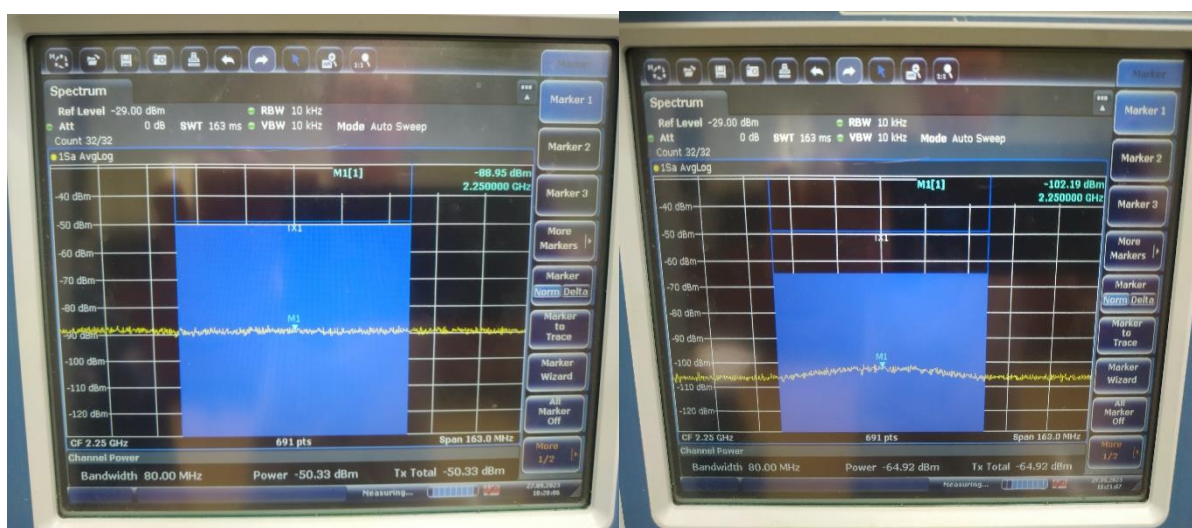 1:1
Marker
Spectrum
Ref Level -29.00 dBm RBW 10 kHz
Att 0 dB SWT 163 ms VBW 10 kHz Mode Auto Sweep
Count 32/32
1Sa AvgLog
M1[1] -88.95 dBm
2.250000 GHz
-40 dBm
-50 dBm
TX1
-60 dBm
-70 dBm
-80 dBm
M1
-90 dBm
-100 dBm
-110 dBm
-120 dBm
CF 2.25 GHz 691 pts Span 163.0 MHz
Channel Power
Bandwidth 80.00 MHz Power -50.33 dBm Tx Total -50.33 dBm
Measuring... 27.09.2023
Marker 1
Marker 2
Marker 3
More
Markers
Marker
Norm Delta
Marker
to
Trace
Marker
Wizard
All
Marker
Off
More
1/2
1:1
Marker
Spectrum
Ref Level -29.00 dBm RBW 10 kHz
Att 0 dB SWT 163 ms VBW 10 kHz Mode Auto Sweep
Count 32/32
1Sa AvgLog
M1[1] -102.19 dBm
2.250000 GHz
-40 dBm
-50 dBm
TX1
-60 dBm
-70 dBm
-80 dBm
-90 dBm
M1
-100 dBm
-110 dBm
-120 dBm
CF 2.25 GHz 691 pts Span 163.0 MHz
Channel Power
Bandwidth 80.00 MHz Power -64.92 dBm Tx Total -64.92 dBm
Measuring...
Marker 1
Marker 2
Marker 3
More
Markers
Marker
Norm Delta
Marker
to
Trace
Marker
Wizard
All
Marker
Off
More
1/2